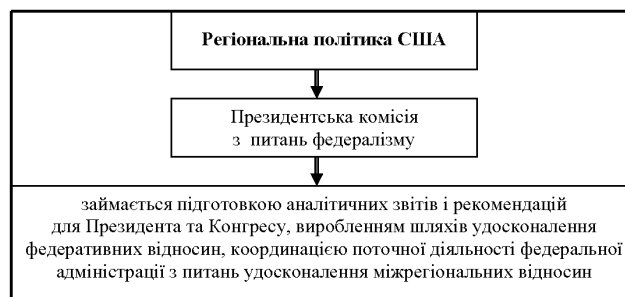 Регіональна політика США
Президентська комісія
з питань федералізму
займається підготовкою аналітичних звітів і рекомендацій
для Президента та Конгресу, виробленням шляхів удосконалення
федеративних відносин, координацією поточної діяльності федеральної
адміністрації з питань удосконалення міжрегіональних відносин